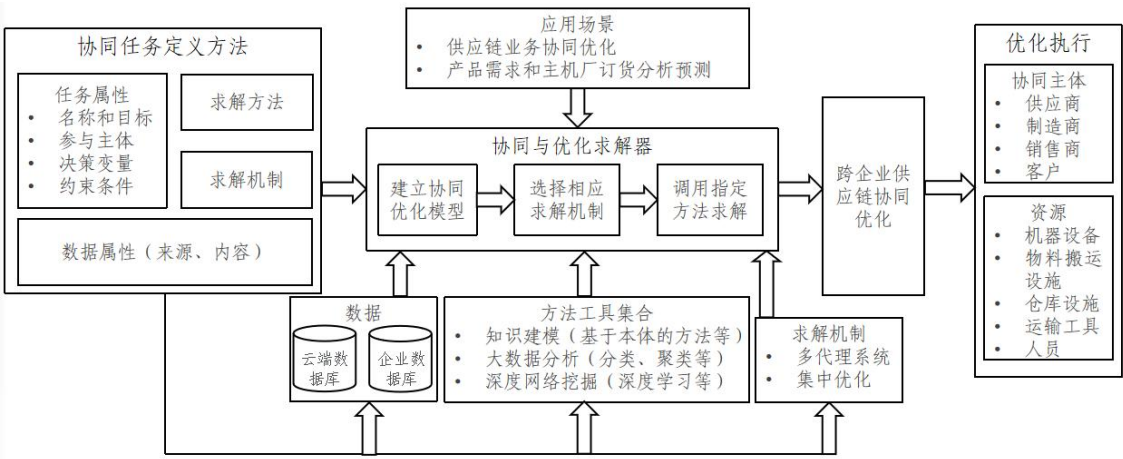 协同任务定义方法
任务属性
• 名称和目标
• 参与主体
• 决策变量
• 约束条件
求解方法
求解机制
数据属性（来源、内容）
应用场景
• 供应链业务协同优化
• 产品需求和主机厂订货分析预测
协同与优化求解器
建立协同
优化模型
选择相应
求解机制
调用指定
方法求解
数据
云端数
据库
企业数
据库
方法工具集合
• 知识建模（基于本体的方法等）
• 大数据分析（分类、聚类等）
• 深度网络挖掘（深度学习等）
求解机制
• 多代理系统
• 集中优化
跨企业供
应链协同
优化
优化执行
协同主体
• 供应商
• 制造商
• 销售商
• 客户
资源
• 机器设备
• 物料搬运
设施
• 仓库设施
• 运输工具
• 人员